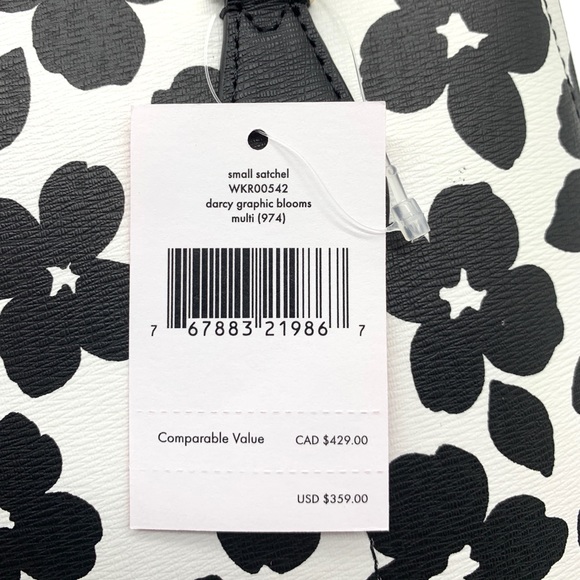 small satchel
WKR00542
darcy graphic blooms
multi (974)
7 67883 21986 7
Comparable Value CAD $429.00
USD $359.00